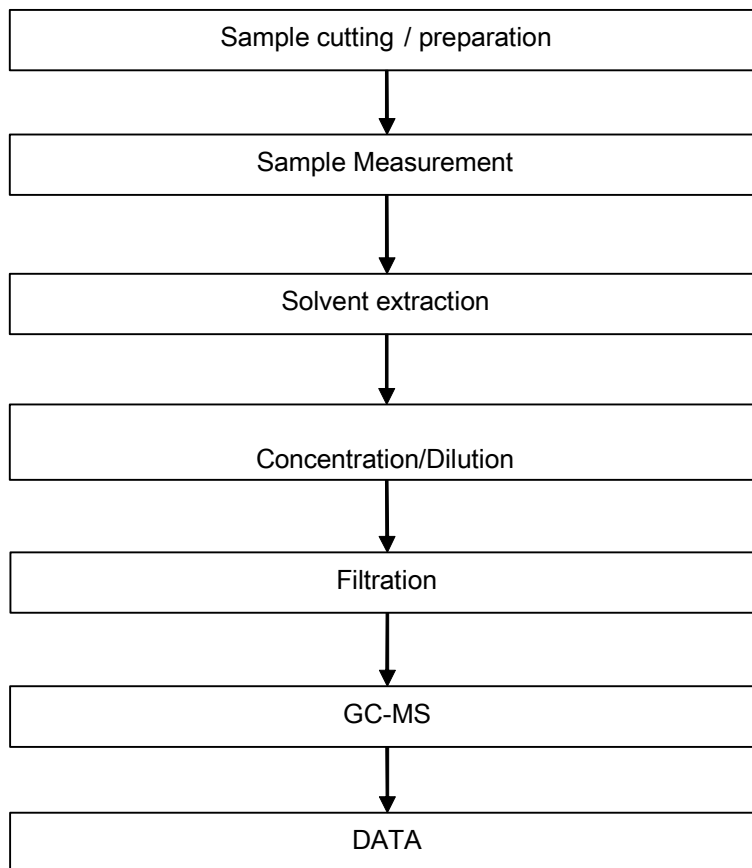 Sample cutting / preparation
Sample Measurement
Solvent extraction
Concentration/Dilution
Filtration
GC-MS
DATA